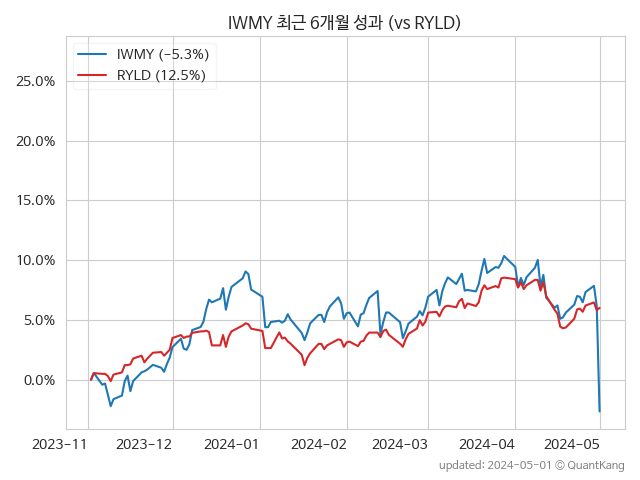 IWMY 최근 6개월 성과 (vs RYLD)
IWMY (-5.3%)
RYLD (12.5%)
25.0%
20.0%
15.0%
10.0%
5.0%
0.0%
2023-11 2023-12 2024-01 2024-02 2024-03 2024-04 2024-05
updated: 2024-05-01 © QuantKang